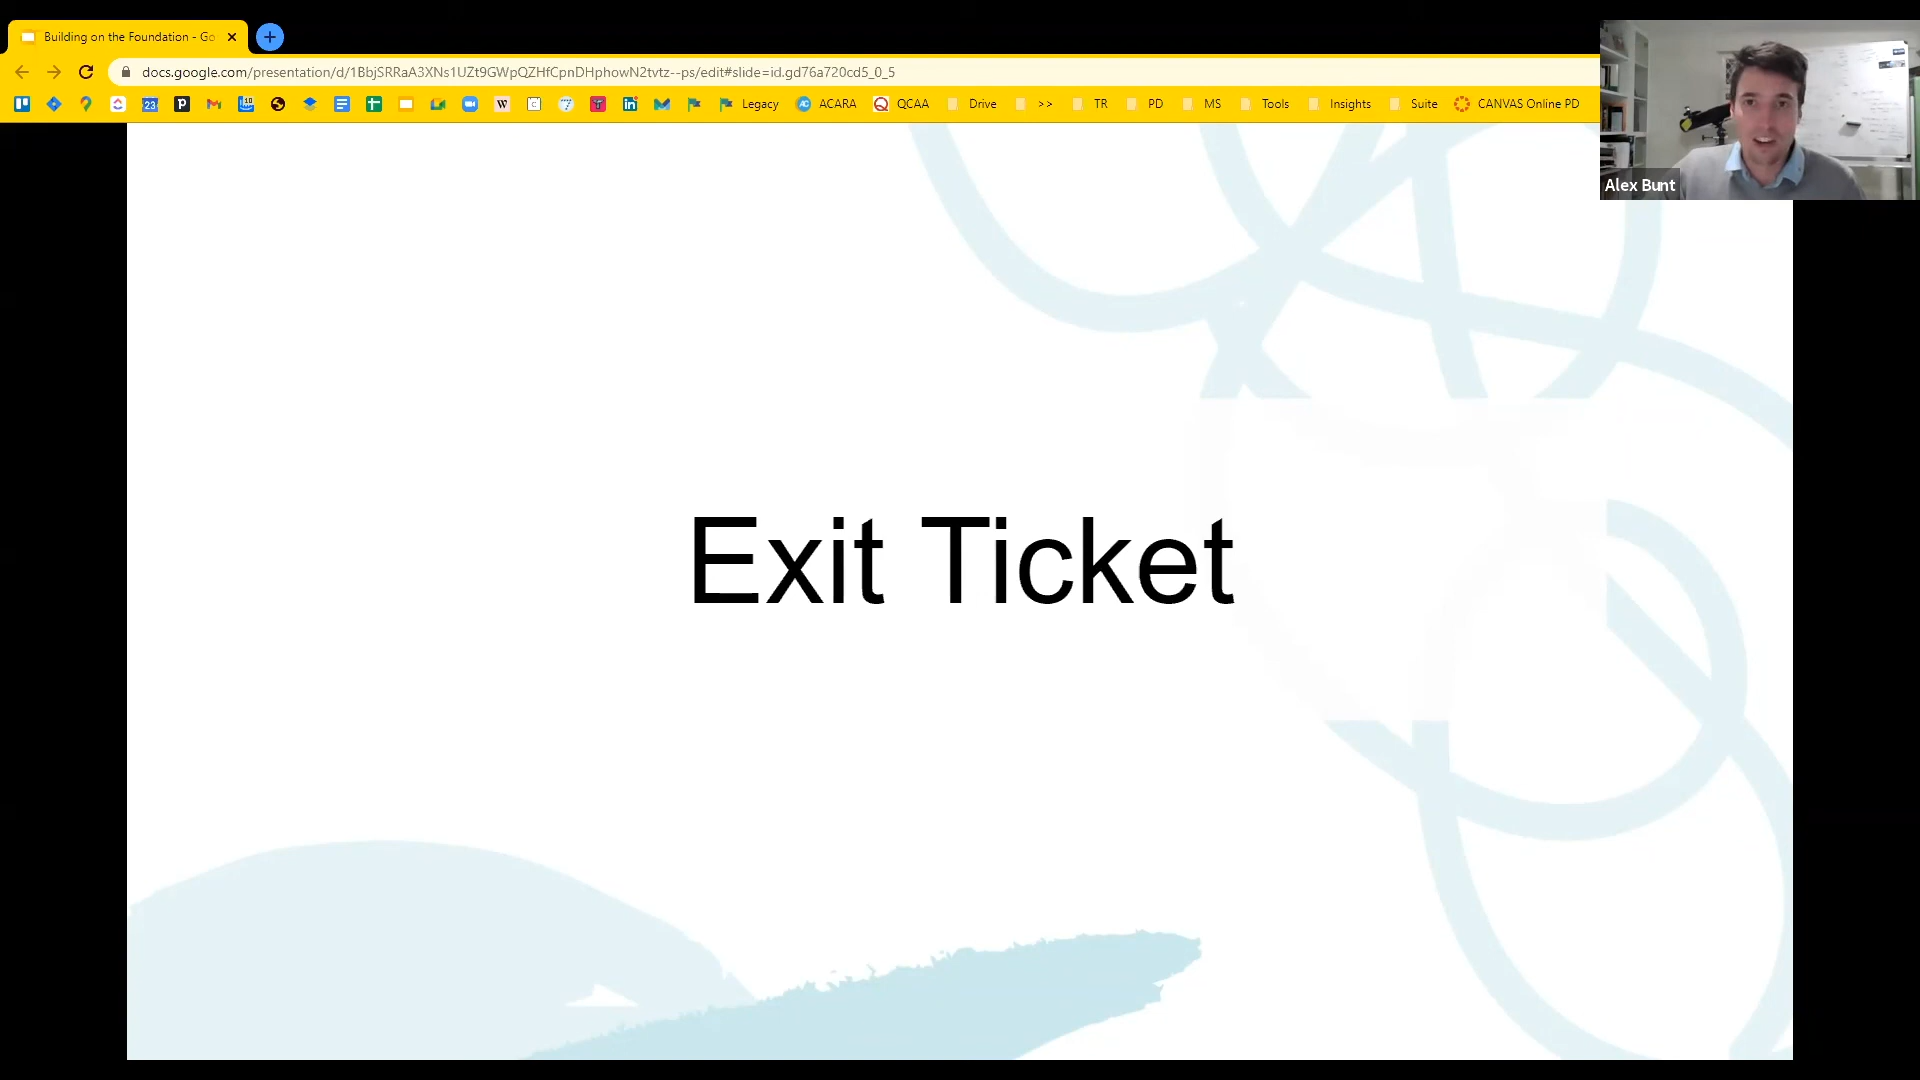 Building on the Foundation - Go
docs.google.com/presentation/d/1BbjSRRaA3XNs1UZt9GWpQZHfCpnDHphowN2tvtz--ps/edit#slide=id.gd76a720cd5_0_5
Legacy ACARA QCAA Drive >> TR PD MS Tools Insights Suite CANVAS Online PD
Alex Bunt
Exit Ticket